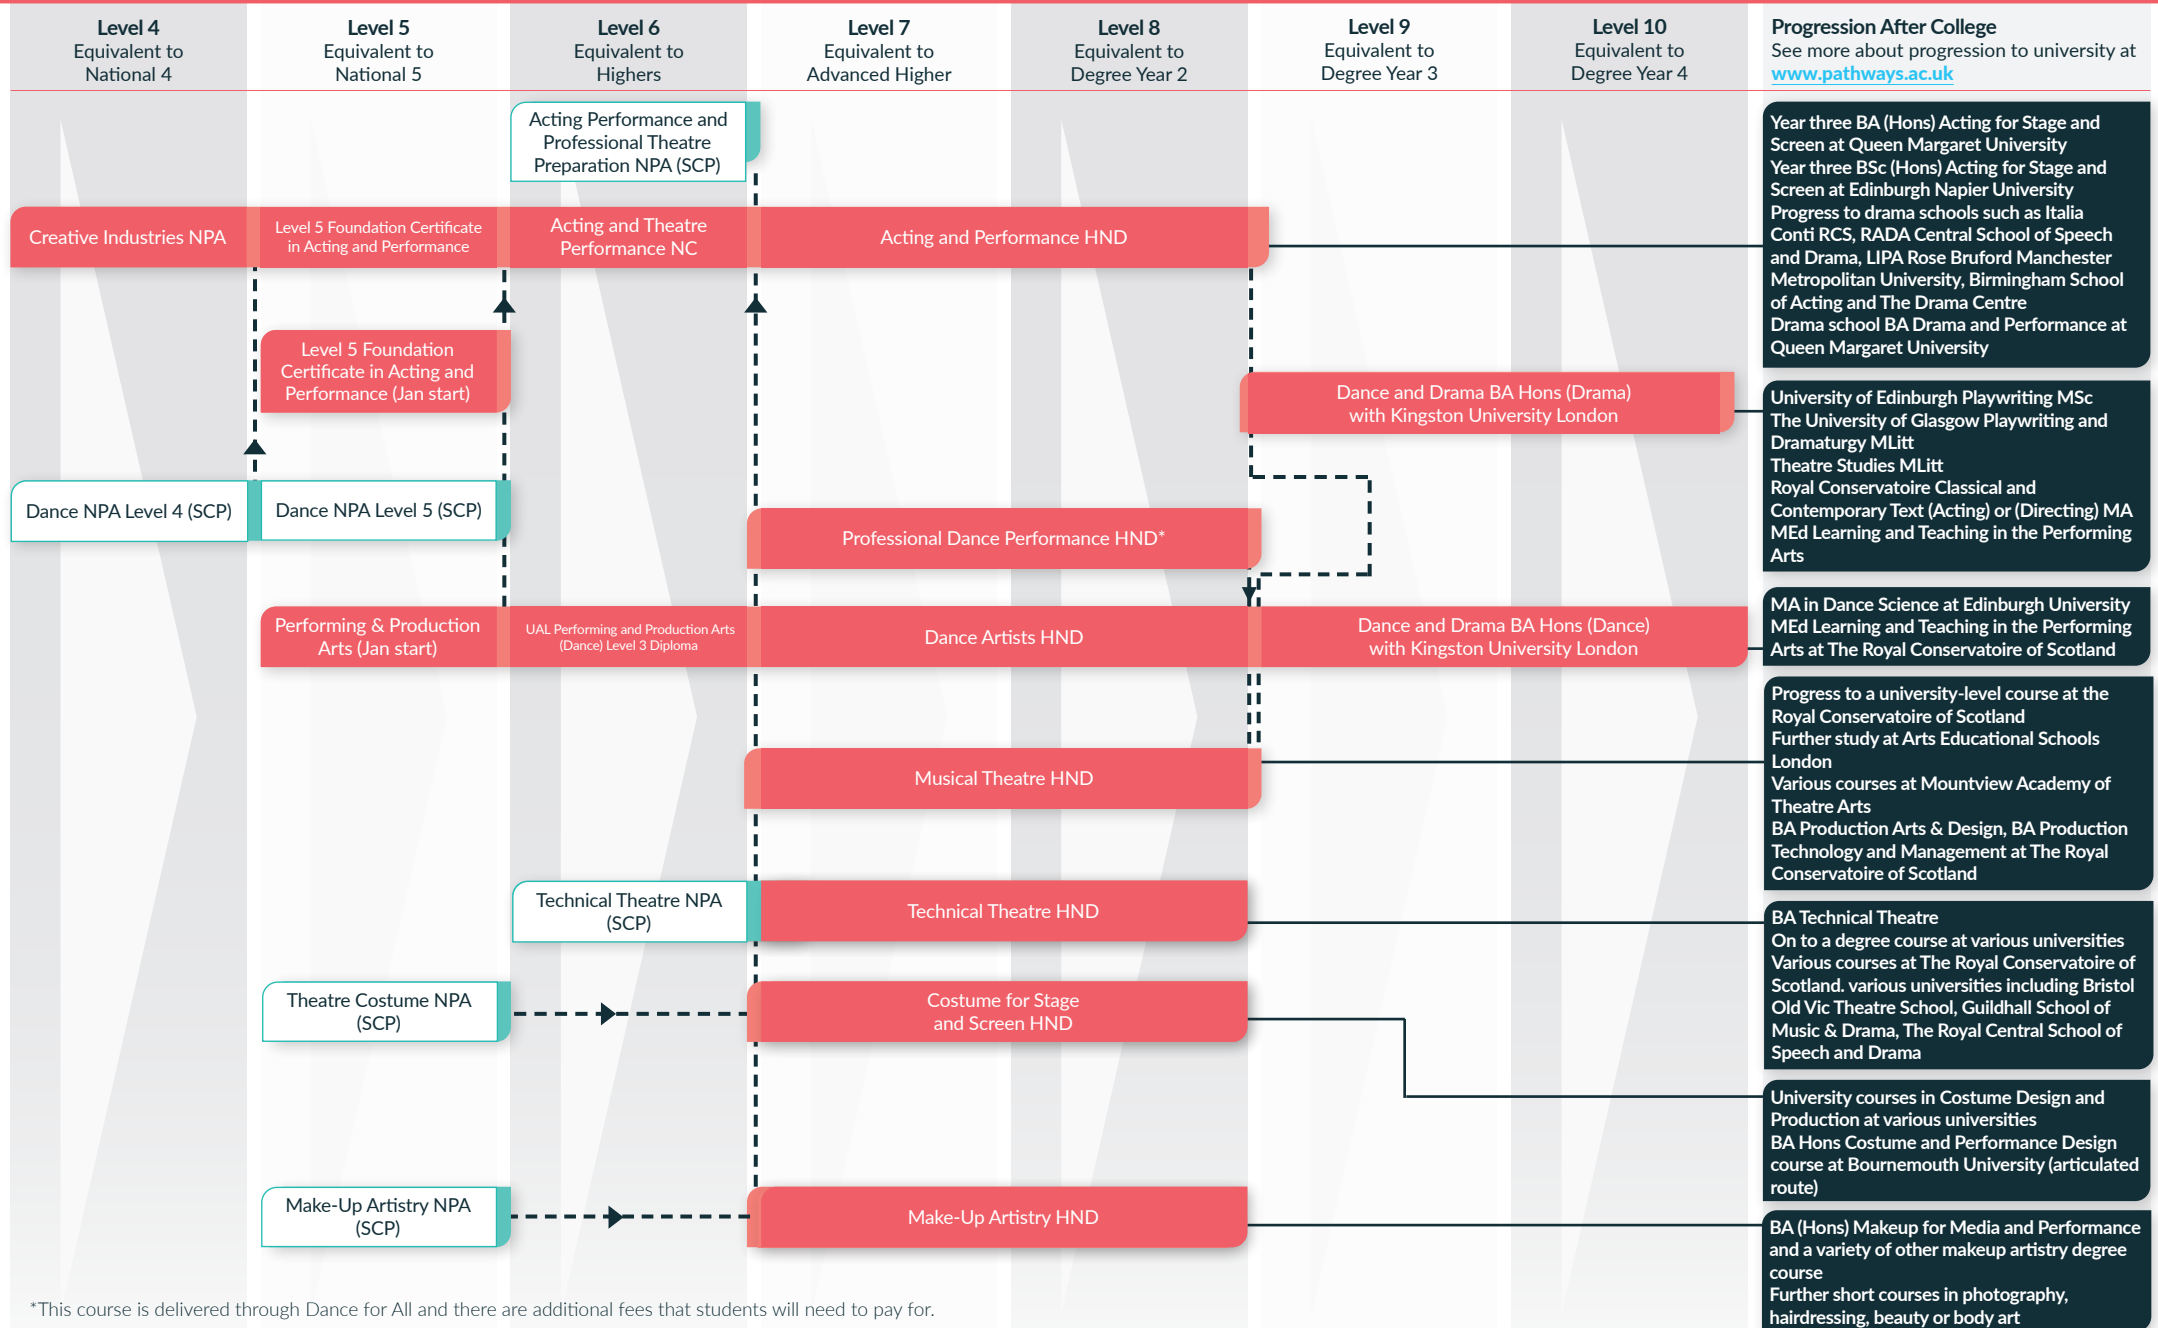 Level 4
Equivalent to
National 4
Level 5
Equivalent to
National 5
Level 6
Equivalent to
Highers
Level 7
Equivalent to
Advanced Higher
Level 8
Equivalent to
Degree Year 2
Level 9
Equivalent to
Degree Year 3
Level 10
Equivalent to
Degree Year 4
Progression After College
See more about progression to university at
www.pathways.ac.uk
Acting Performance and
Professional Theatre
Preparation NPA (SCP)
Creative Industries NPA
Level 5 Foundation Certificate
in Acting and Performance
Acting and Theatre
Performance NC
Acting and Performance HND
Year three BA (Hons) Acting for Stage and
Screen at Queen Margaret University
Year three BSc (Hons) Acting for Stage and
Screen at Edinburgh Napier University
Progress to drama schools such as Italia
Conti RCS, RADA Central School of Speech
and Drama, LIPA Rose Bruford Manchester
Metropolitan University, Birmingham School
of Acting and The Drama Centre
Drama school BA Drama and Performance at
Queen Margaret University
Level 5 Foundation
Certificate in Acting and
Performance (Jan start)
Dance and Drama BA Hons (Drama)
with Kingston University London
University of Edinburgh Playwriting MSc
The University of Glasgow Playwriting and
Dramaturgy MLitt
Theatre Studies MLitt
Royal Conservatoire Classical and
Contemporary Text (Acting) or (Directing) MA
MEd Learning and Teaching in the Performing
Arts
Dance NPA Level 4 (SCP)
Dance NPA Level 5 (SCP)
Professional Dance Performance HND*
Performing & Production
Arts (Jan start)
UAL Performing and Production Arts
(Dance) Level 3 Diploma
Dance Artists HND
Dance and Drama BA Hons (Dance)
with Kingston University London
MA in Dance Science at Edinburgh University
MEd Learning and Teaching in the Performing
Arts at The Royal Conservatoire of Scotland
Musical Theatre HND
Progress to a university-level course at the
Royal Conservatoire of Scotland
Further study at Arts Educational Schools
London
Various courses at Mountview Academy of
Theatre Arts
BA Production Arts & Design, BA Production
Technology and Management at The Royal
Conservatoire of Scotland
Technical Theatre NPA
(SCP)
Technical Theatre HND
BA Technical Theatre
On to a degree course at various universities
Various courses at The Royal Conservatoire of
Scotland. various universities including Bristol
Old Vic Theatre School, Guildhall School of
Music & Drama, The Royal Central School of
Speech and Drama
Theatre Costume NPA
(SCP)
Costume for Stage
and Screen HND
University courses in Costume Design and
Production at various universities
BA Hons Costume and Performance Design
course at Bournemouth University (articulated
route)
Make-Up Artistry NPA
(SCP)
Make-Up Artistry HND
BA (Hons) Makeup for Media and Performance
and a variety of other makeup artistry degree
course
Further short courses in photography,
hairdressing, beauty or body art
*This course is delivered through Dance for All and there are additional fees that students will need to pay for.